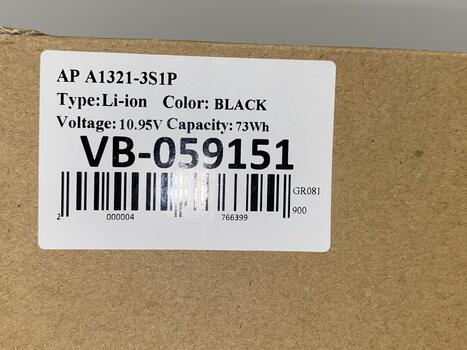 AP A1321-3S1P
Type:Li-ion Color: BLACK
Voltage: 10.95V Capacity: 73Wh
VB-059151
GR081
900
2 000004 766399